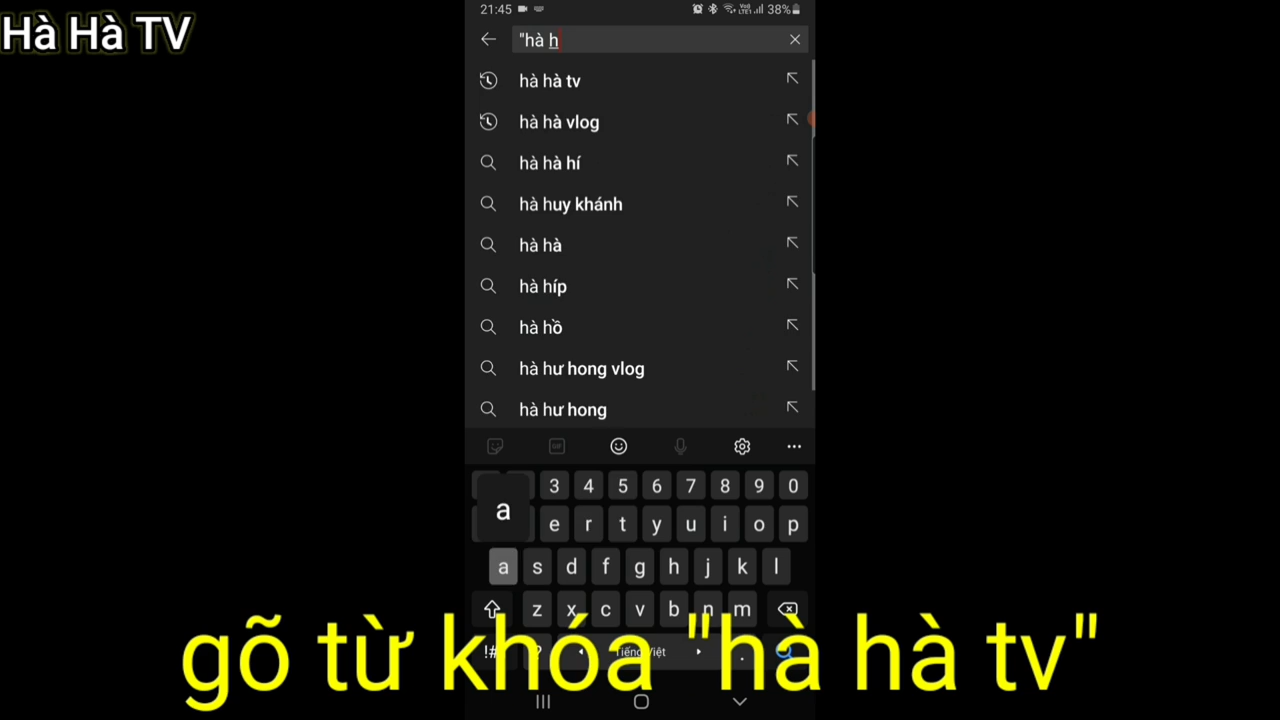 Hà Hà TV
21:45 38%
"hà h
hà hà tv
hà hà vlog
hà hà hí
hà huy khánh
hà hà
hà híp
hà hồ
hà hư hong vlog
hà hư hong
GIF
3 4 5 6 7 8 9 0
a
e r t y u i o p
a s d f g h j k l
z x c v b n m
!# ? Tiếng Việt .
gõ từ khóa "hà hà tv"